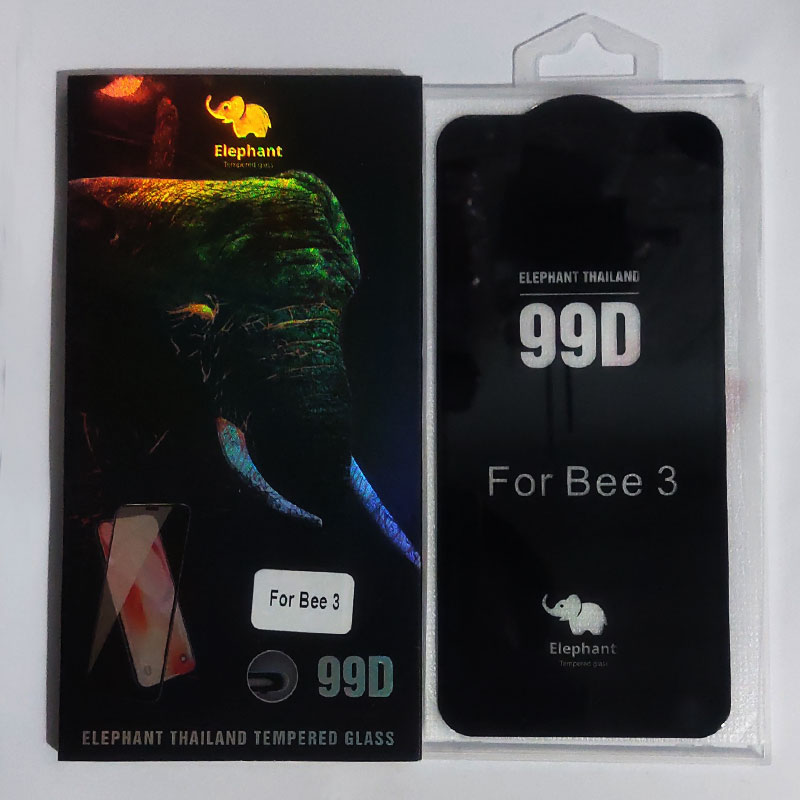 Elephant
Tempered glass
For Bee 3
99D
ELEPHANT THAILAND TEMPERED GLASS
ELEPHANT THAILAND
99D
For Bee 3
Elephant
Tempered glass